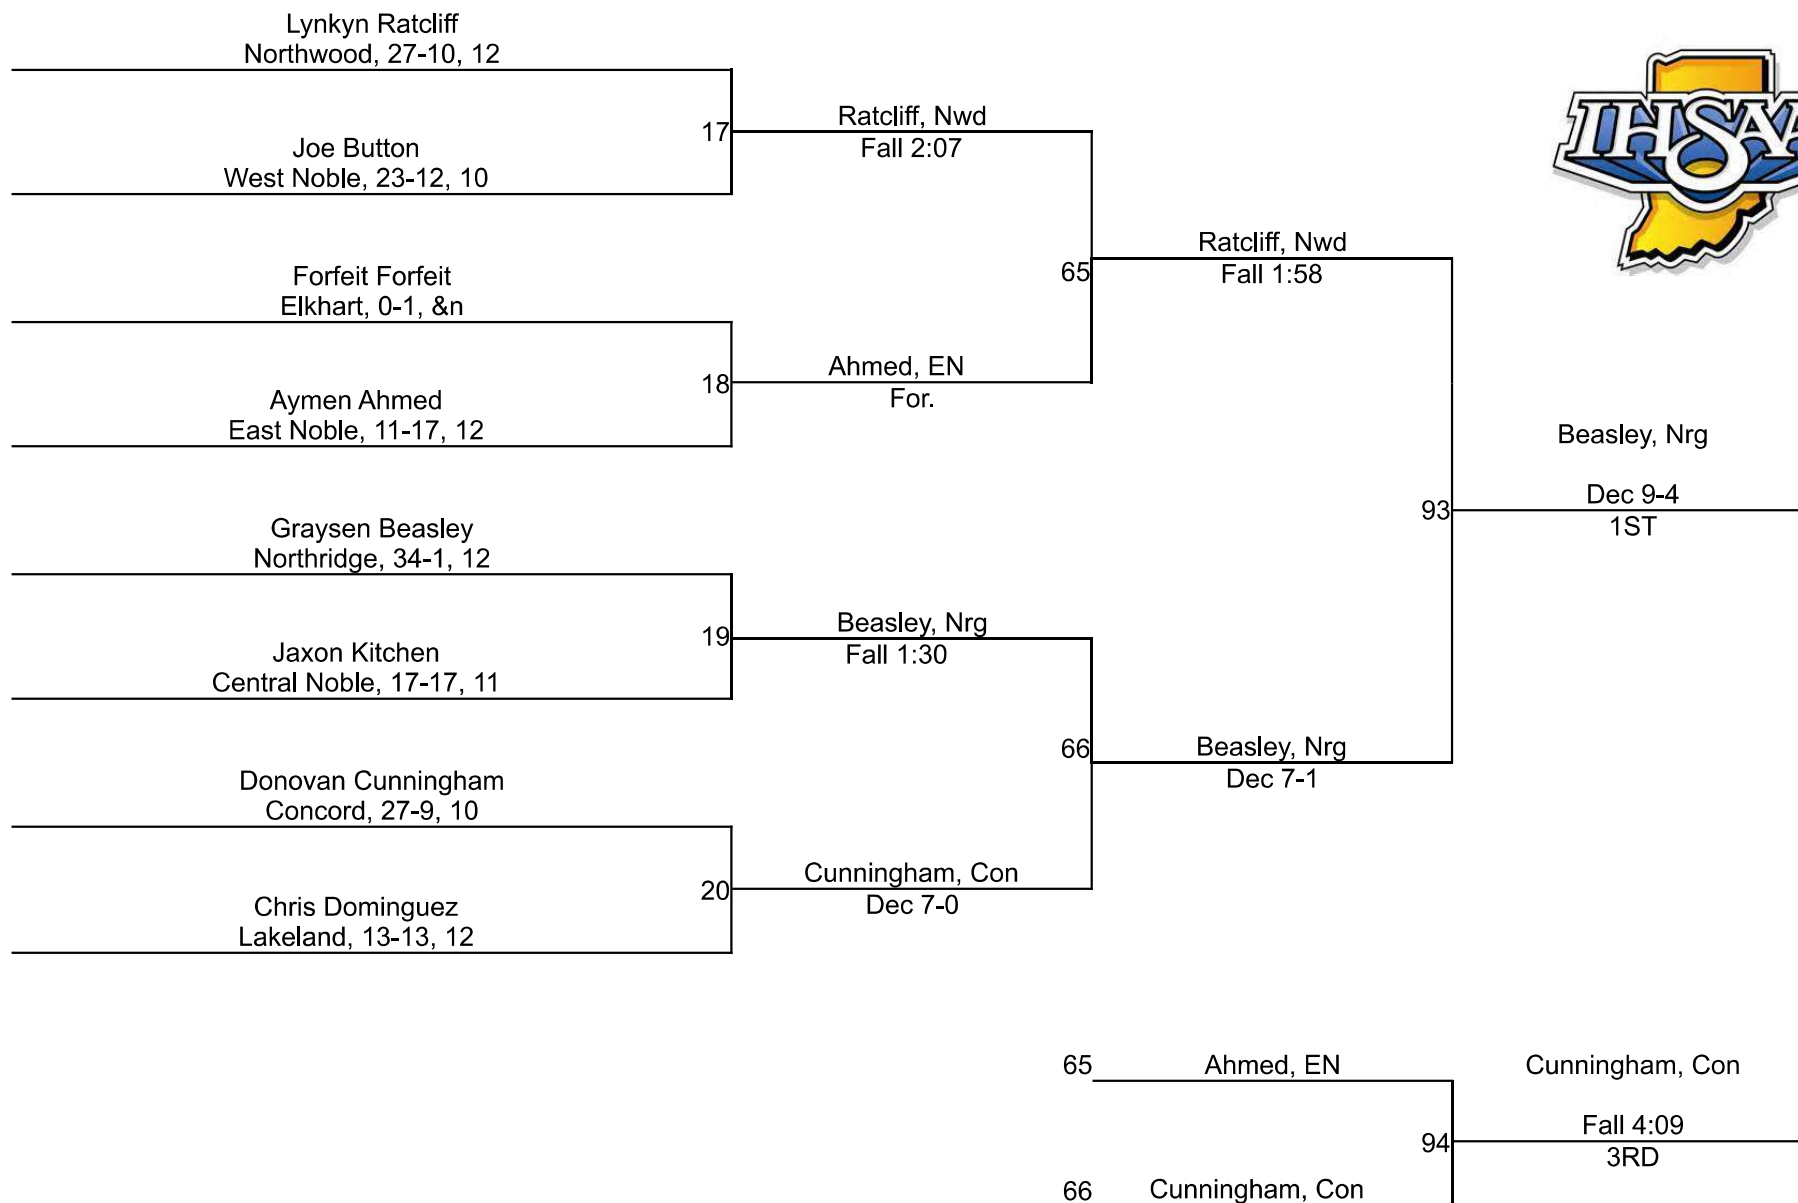 Lynkyn Ratcliff
Northwood, 27-10, 12
17
Joe Button
West Noble, 23-12, 10
Ratcliff, Nwd
Fall 2:07
IHSAA
Forfeit Forfeit
Elkhart, 0-1, &n
65
Ratcliff, Nwd
Fall 1:58
18
Aymen Ahmed
East Noble, 11-17, 12
Ahmed, EN
For.
Graysen Beasley
Northridge, 34-1, 12
93
Beasley, Nrg
Dec 9-4
1ST
19
Jaxon Kitchen
Central Noble, 17-17, 11
Beasley, Nrg
Fall 1:30
66
Beasley, Nrg
Dec 7-1
Donovan Cunningham
Concord, 27-9, 10
20
Chris Dominguez
Lakeland, 13-13, 12
Cunningham, Con
Dec 7-0
65
Ahmed, EN
Cunningham, Con
94
Fall 4:09
3RD
66
Cunningham, Con